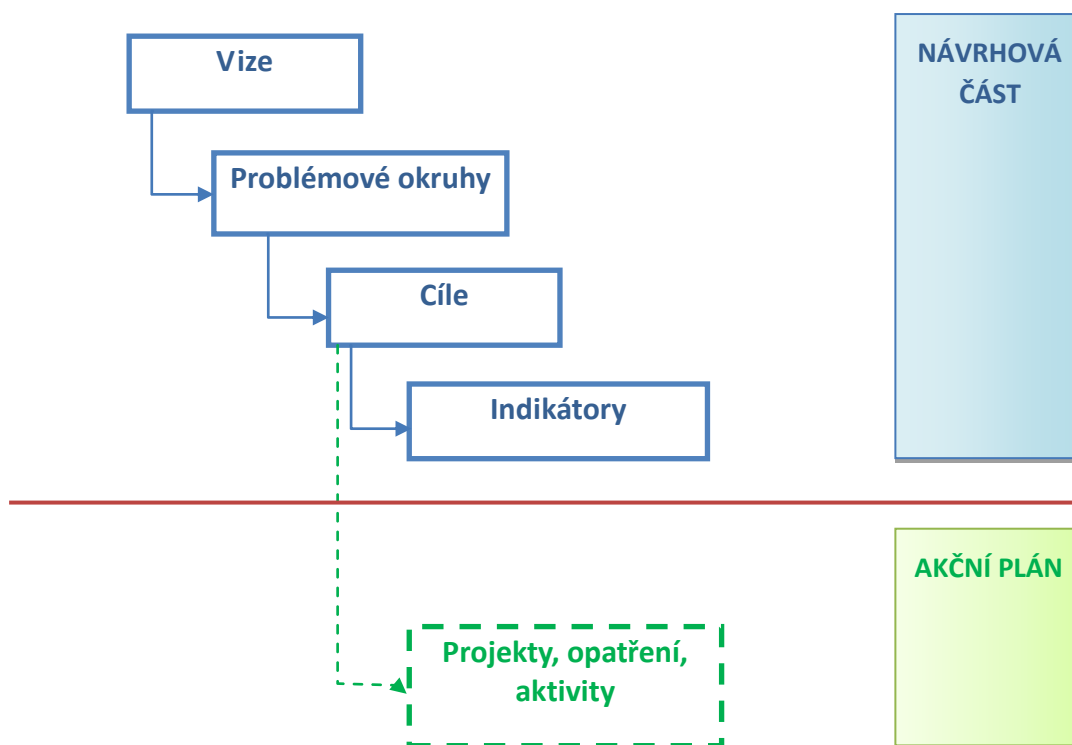 Vize
NÁVRHOVÁ
ČÁST
Problémové okruhy
Cíle
Indikátory
AKČNÍ PLÁN
Projekty, opatření,
aktivity